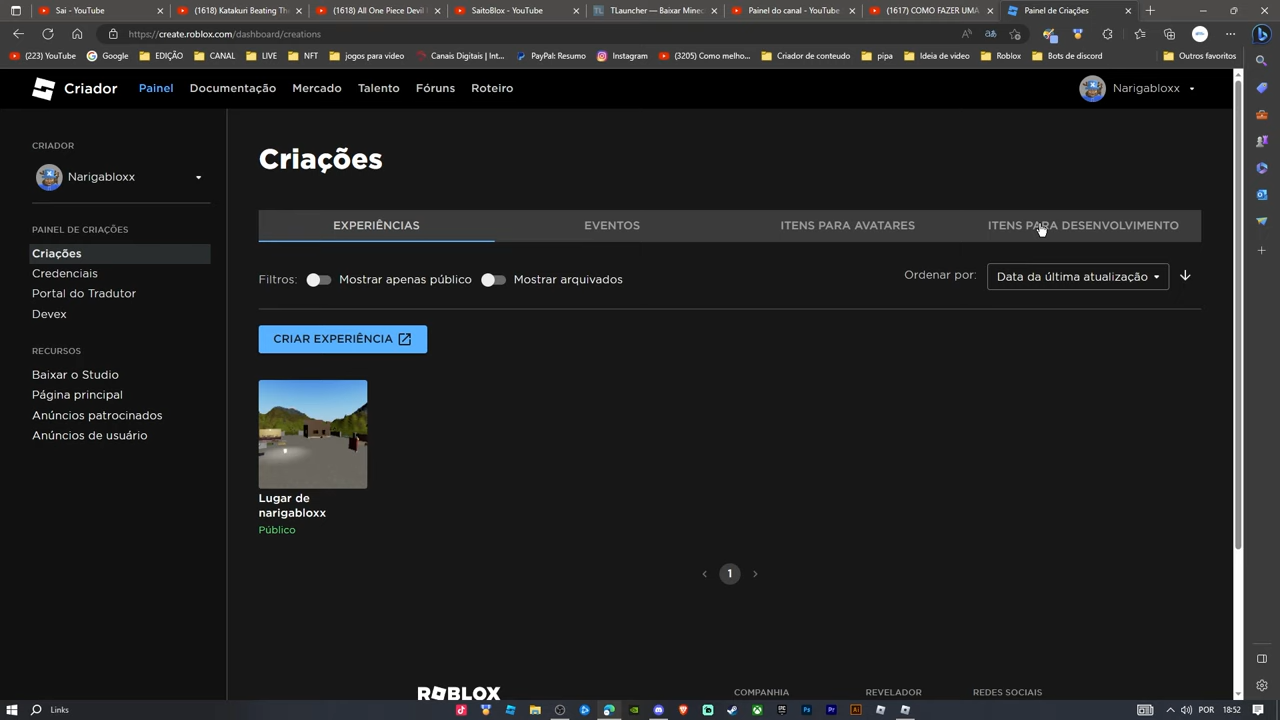 Sai - YouTube
(1618) Katakuri Beating The
(1618) All One Piece Devil
SaitoBlox - YouTube
TLauncher — Baixar Minec
Painel do canal - YouTube
(1617) COMO FAZER UMA
Painel de Criações
https://create.roblox.com/dashboard/creations
(223) YouTube
Google
EDIÇÃO
CANAL
LIVE
NFT
jogos para video
Canais Digitais | Int...
PayPal: Resumo
Instagram
(3205) Como melho...
Criador de conteudo
pipa
Ideia de video
Roblox
Bots de discord
Outros favoritos
Criador
Painel
Documentação
Mercado
Talento
Fóruns
Roteiro
Narigabloxx
CRIADOR
Narigabloxx
PAINEL DE CRIAÇÕES
Criações
Credenciais
Portal do Tradutor
Devex
RECURSOS
Baixar o Studio
Página principal
Anúncios patrocinados
Anúncios de usuário
Criações
EXPERIÊNCIAS
EVENTOS
ITENS PARA AVATARES
ITENS PARA DESENVOLVIMENTO
Filtros:
Mostrar apenas público
Mostrar arquivados
Ordenar por:
Data da última atualização
CRIAR EXPERIÊNCIA
Lugar de
narigabloxx
Público
1
ROBLOX
COMPANHIA
REVELADOR
REDES SOCIAIS
Links
POR
18:52